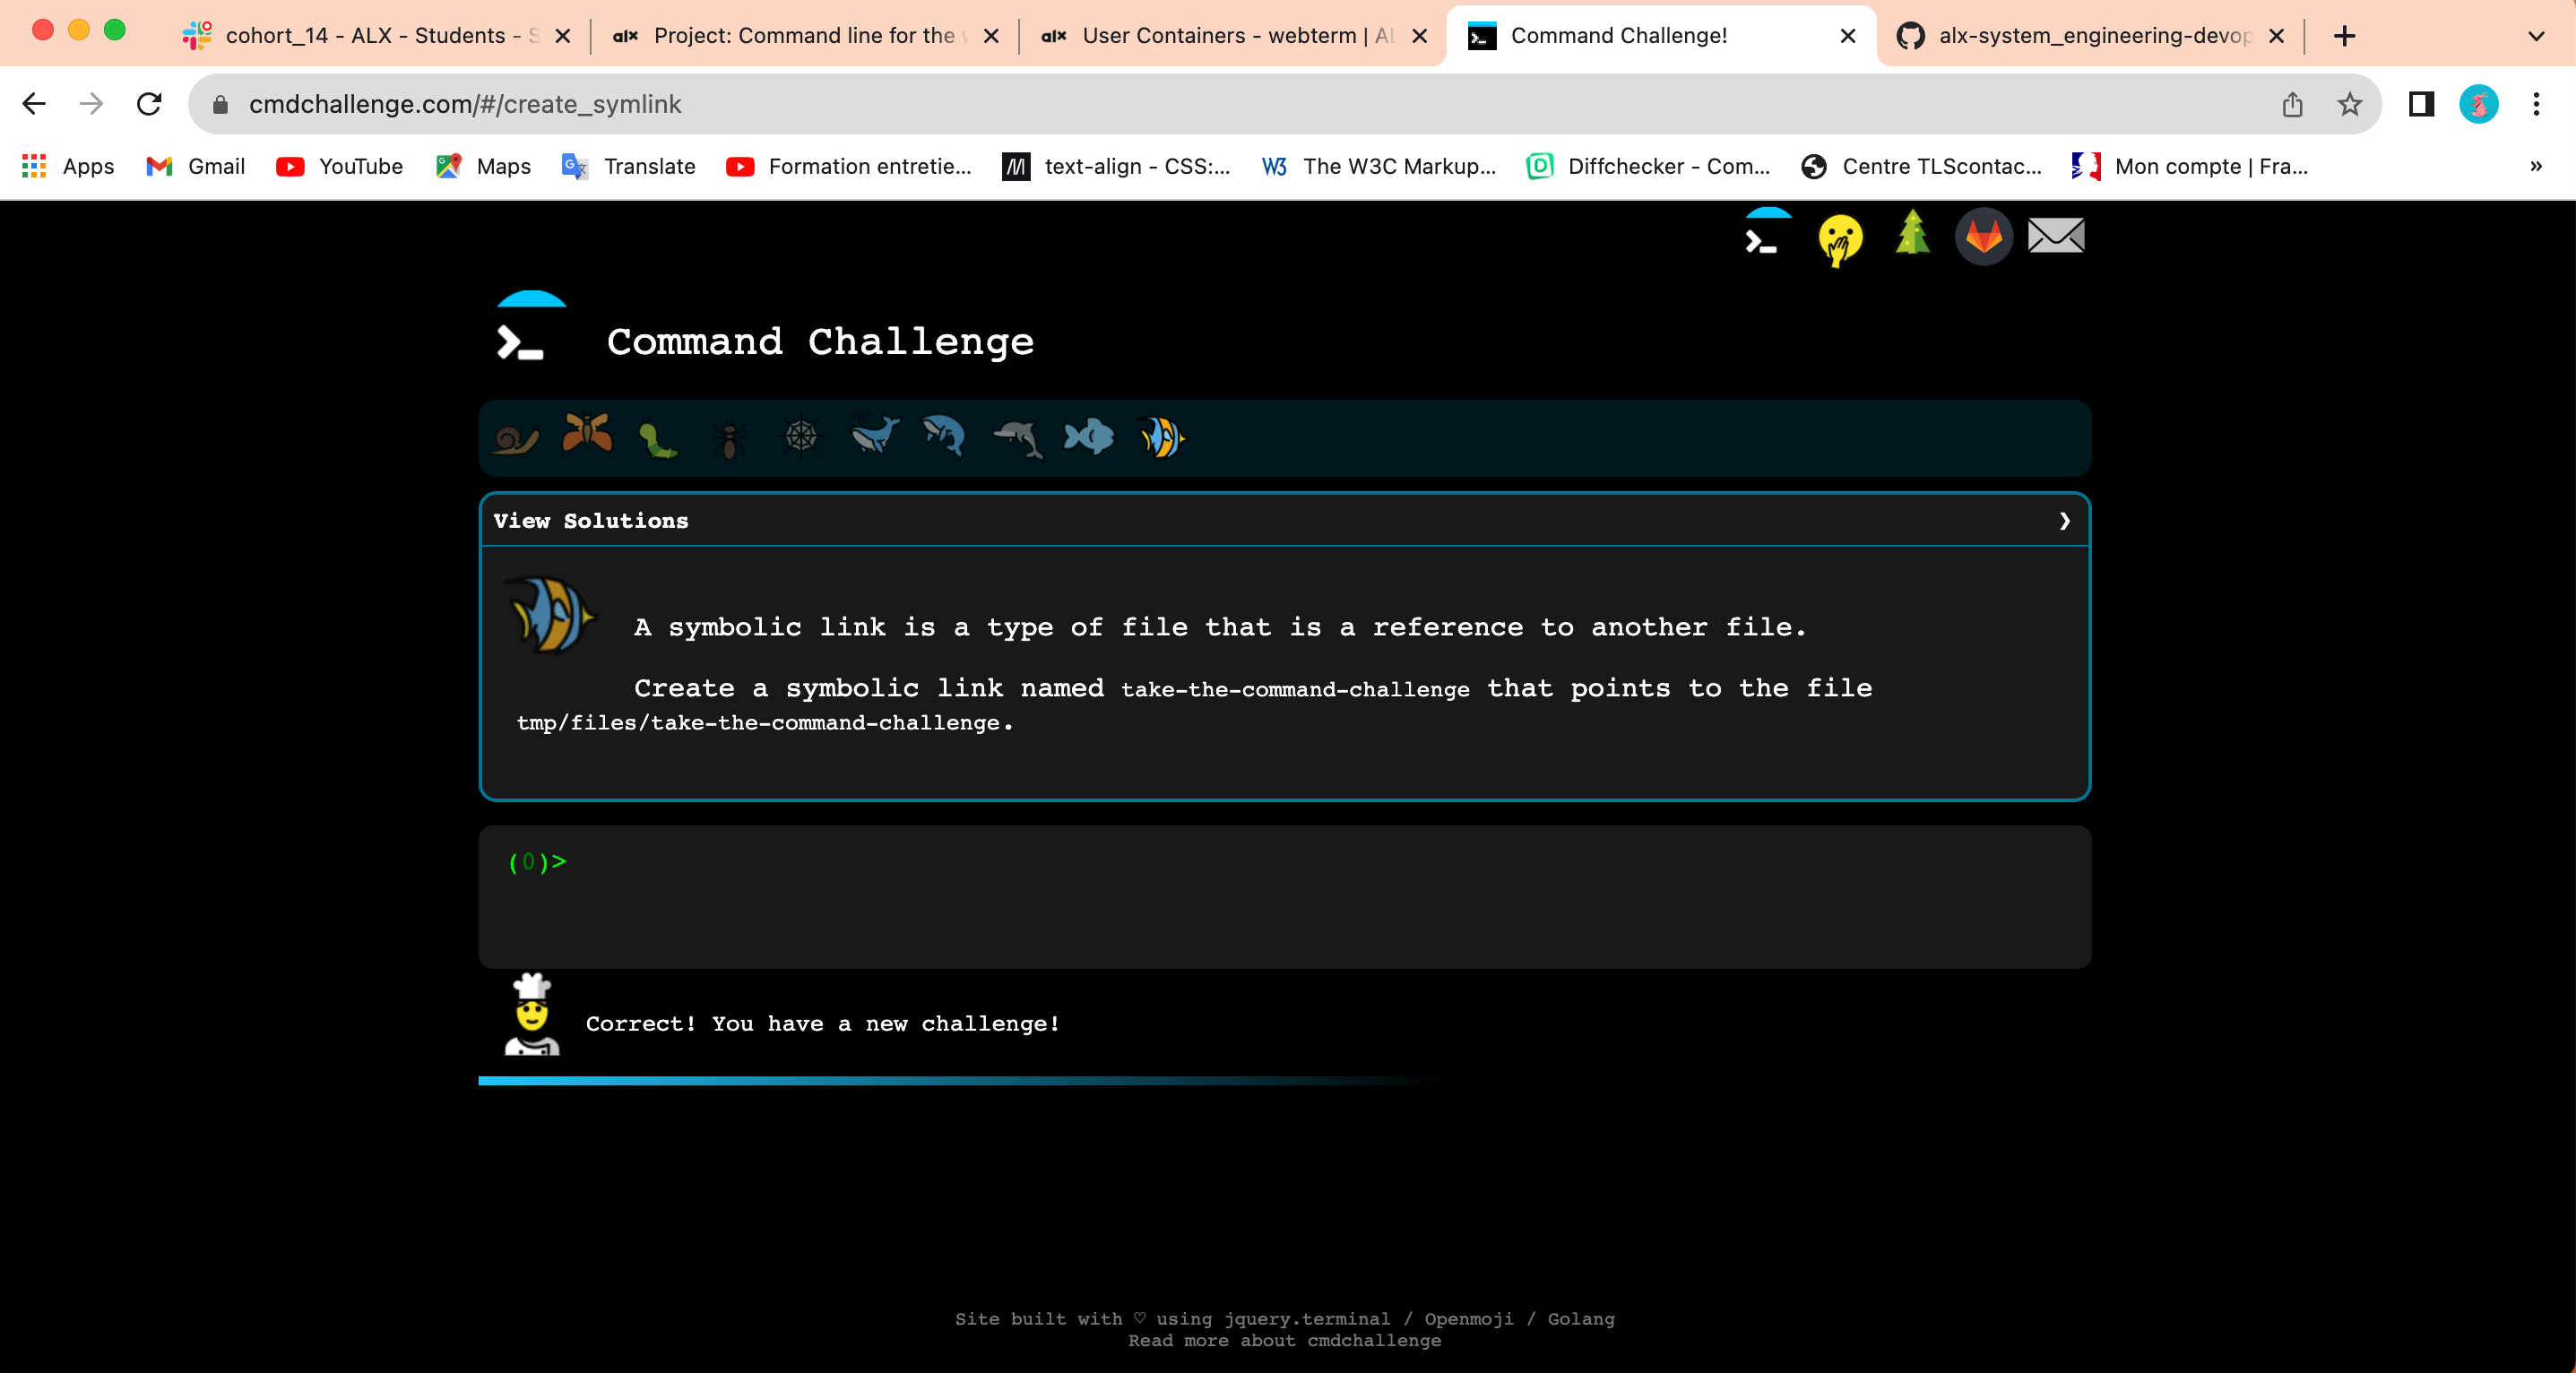 cohort_14 - ALX - Students - S
alx Project: Command line for the
alx User Containers - webterm | AL
Command Challenge!
alx-system_engineering-devop
cmdchallenge.com/#/create_symlink
Apps
Gmail
YouTube
Maps
Translate
Formation entretie...
text-align - CSS:...
The W3C Markup...
Diffchecker - Com...
Centre TLScontac...
Mon compte | Fra...
»
Command Challenge
View Solutions
A symbolic link is a type of file that is a reference to another file.
Create a symbolic link named take-the-command-challenge that points to the file
tmp/files/take-the-command-challenge.
(0)>
Correct! You have a new challenge!
Site built with ♡ using jquery.terminal / Openmoji / Golang
Read more about cmdchallenge